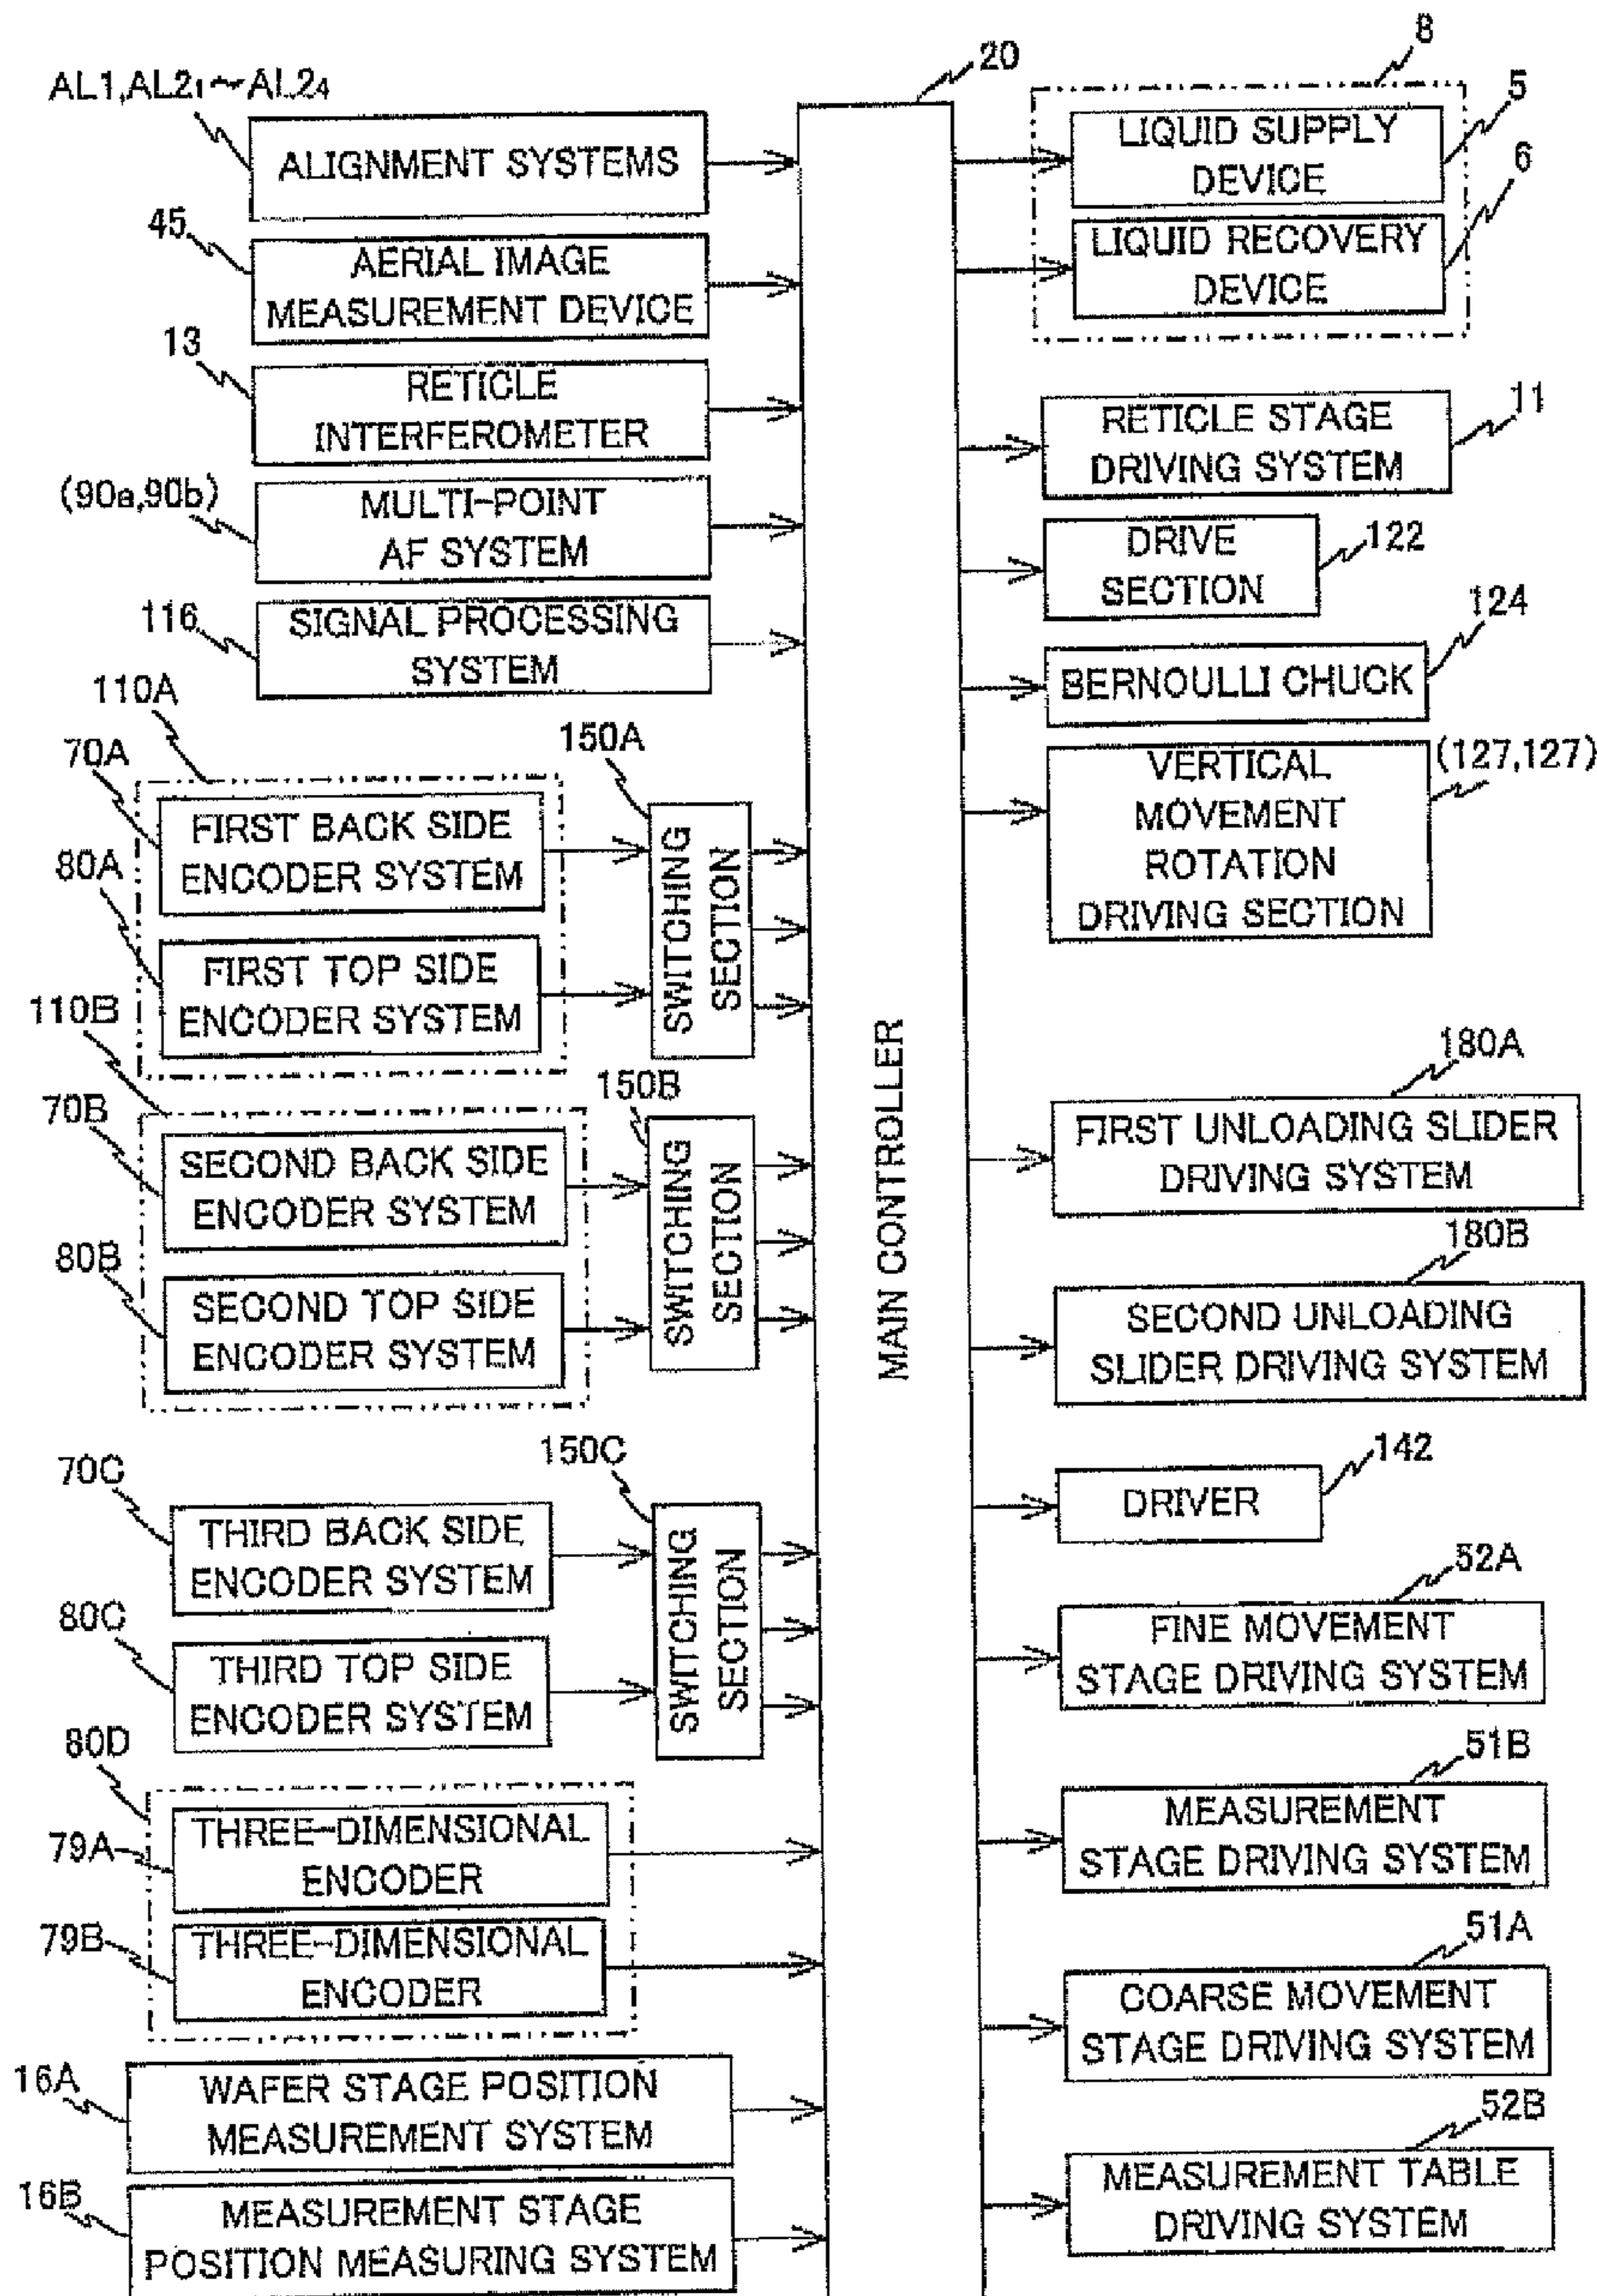 AL1,AL2₁~AL2₄
ALIGNMENT SYSTEMS
45
AERIAL IMAGE
MEASUREMENT DEVICE
13
RETICLE
INTERFEROMETER
(90a,90b)
MULTI-POINT
AF SYSTEM
116
SIGNAL PROCESSING
SYSTEM
110A
70A
FIRST BACK SIDE
ENCODER SYSTEM
80A
FIRST TOP SIDE
ENCODER SYSTEM
150A
SWITCHING
SECTION
110B
70B
SECOND BACK SIDE
ENCODER SYSTEM
80B
SECOND TOP SIDE
ENCODER SYSTEM
150B
SWITCHING
SECTION
70C
THIRD BACK SIDE
ENCODER SYSTEM
80C
THIRD TOP SIDE
ENCODER SYSTEM
150C
SWITCHING
SECTION
80D
79A
THREE-DIMENSIONAL
ENCODER
79B
THREE-DIMENSIONAL
ENCODER
16A
WAFER STAGE POSITION
MEASUREMENT SYSTEM
16B
MEASUREMENT STAGE
POSITION MEASURING SYSTEM
20
MAIN CONTROLLER
8
5
LIQUID SUPPLY
DEVICE
6
LIQUID RECOVERY
DEVICE
11
RETICLE STAGE
DRIVING SYSTEM
122
DRIVE
SECTION
124
BERNOULLI CHUCK
(127,127)
VERTICAL
MOVEMENT
ROTATION
DRIVING SECTION
180A
FIRST UNLOADING SLIDER
DRIVING SYSTEM
180B
SECOND UNLOADING
SLIDER DRIVING SYSTEM
142
DRIVER
52A
FINE MOVEMENT
STAGE DRIVING SYSTEM
51B
MEASUREMENT
STAGE DRIVING SYSTEM
51A
COARSE MOVEMENT
STAGE DRIVING SYSTEM
52B
MEASUREMENT TABLE
DRIVING SYSTEM